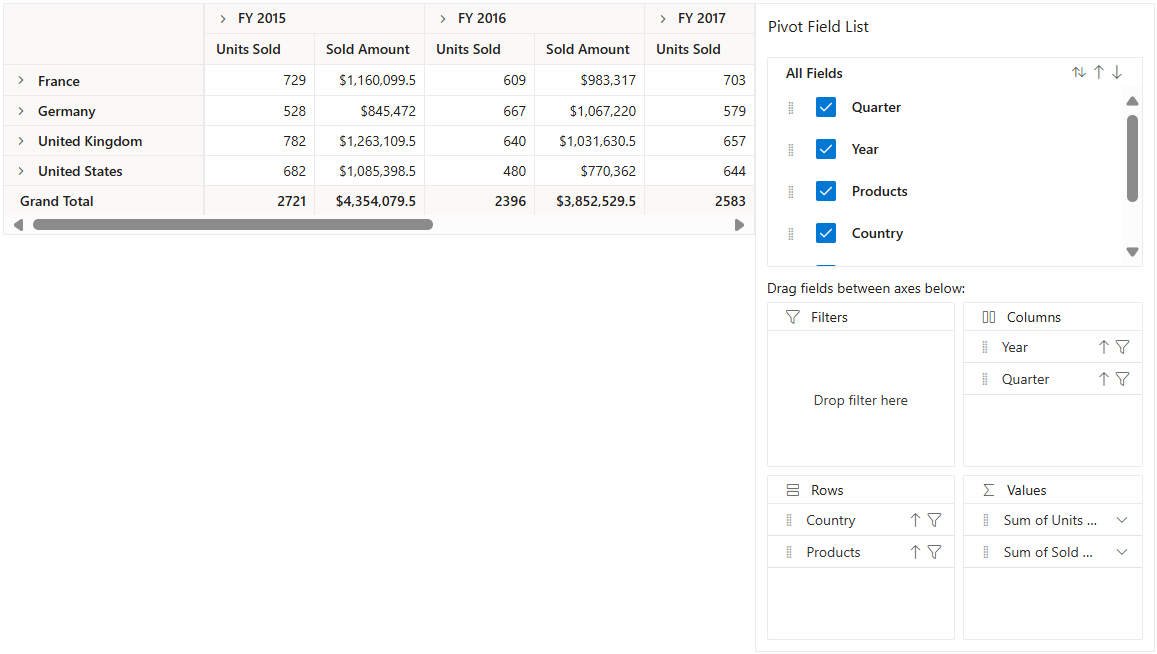 FY 2015 FY 2016 FY 2017
Units Sold Sold Amount Units Sold Sold Amount Units Sold
France 729 $1,160,099.5 609 $983,317 703
Germany 528 $845,472 667 $1,067,220 579
United Kingdom 782 $1,263,109.5 640 $1,031,630.5 657
United States 682 $1,085,398.5 480 $770,362 644
Grand Total 2721 $4,354,079.5 2396 $3,852,529.5 2583
Pivot Field List
All Fields
Quarter
Year
Products
Country
Drag fields between axes below:
Filters
Drop filter here
Columns
Year
Quarter
Rows
Country
Products
Values
Sum of Units ...
Sum of Sold ...